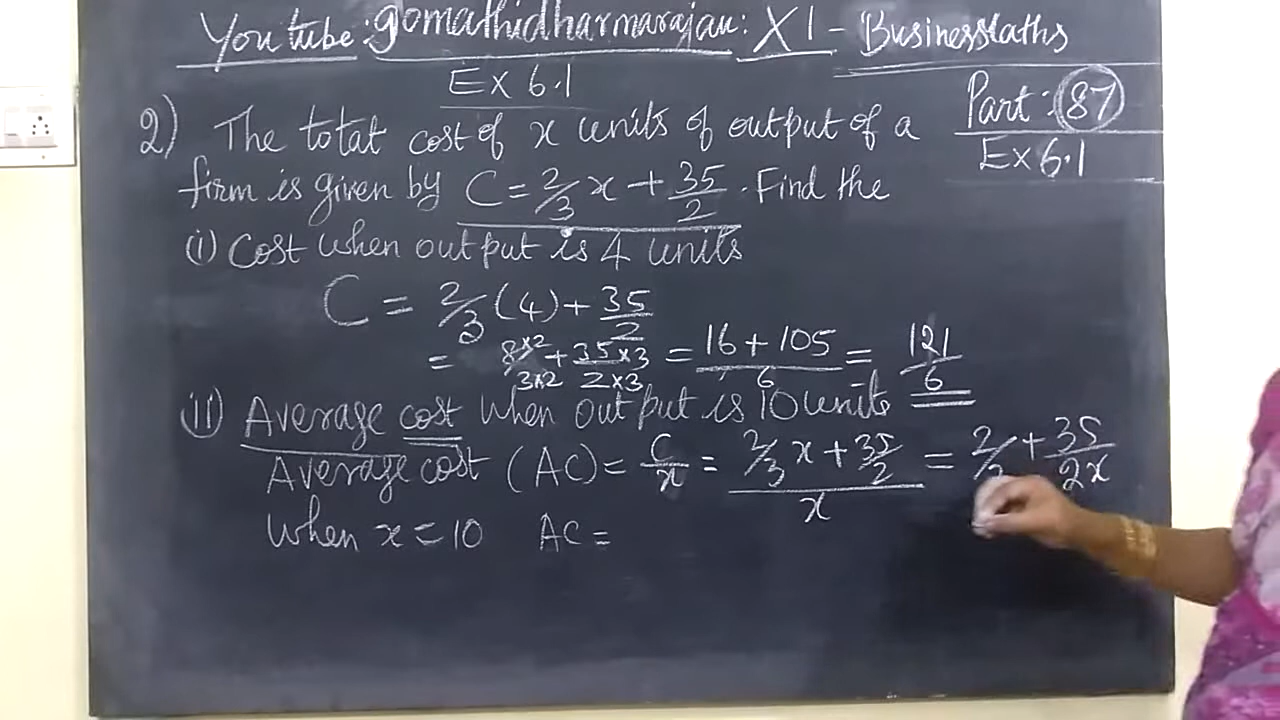 You tube: gomathidharmarajan: XI - Business Maths
Ex 6.1
Part: 87
Ex 6.1
2) The total cost of x units of output of a
firm is given by C = 2/3 x + 35/2 . Find the
(i) Cost when output is 4 units
C = 2/3 (4) + 35/2
= 8×2/3×2 + 35×3/2×3 = 16+105/6 = 121/6
ii) Average cost when output is 10 units
Average cost (AC) = C/x = 2/3 x + 35/2 / x = 2/3 + 35/2x
When x = 10 AC =